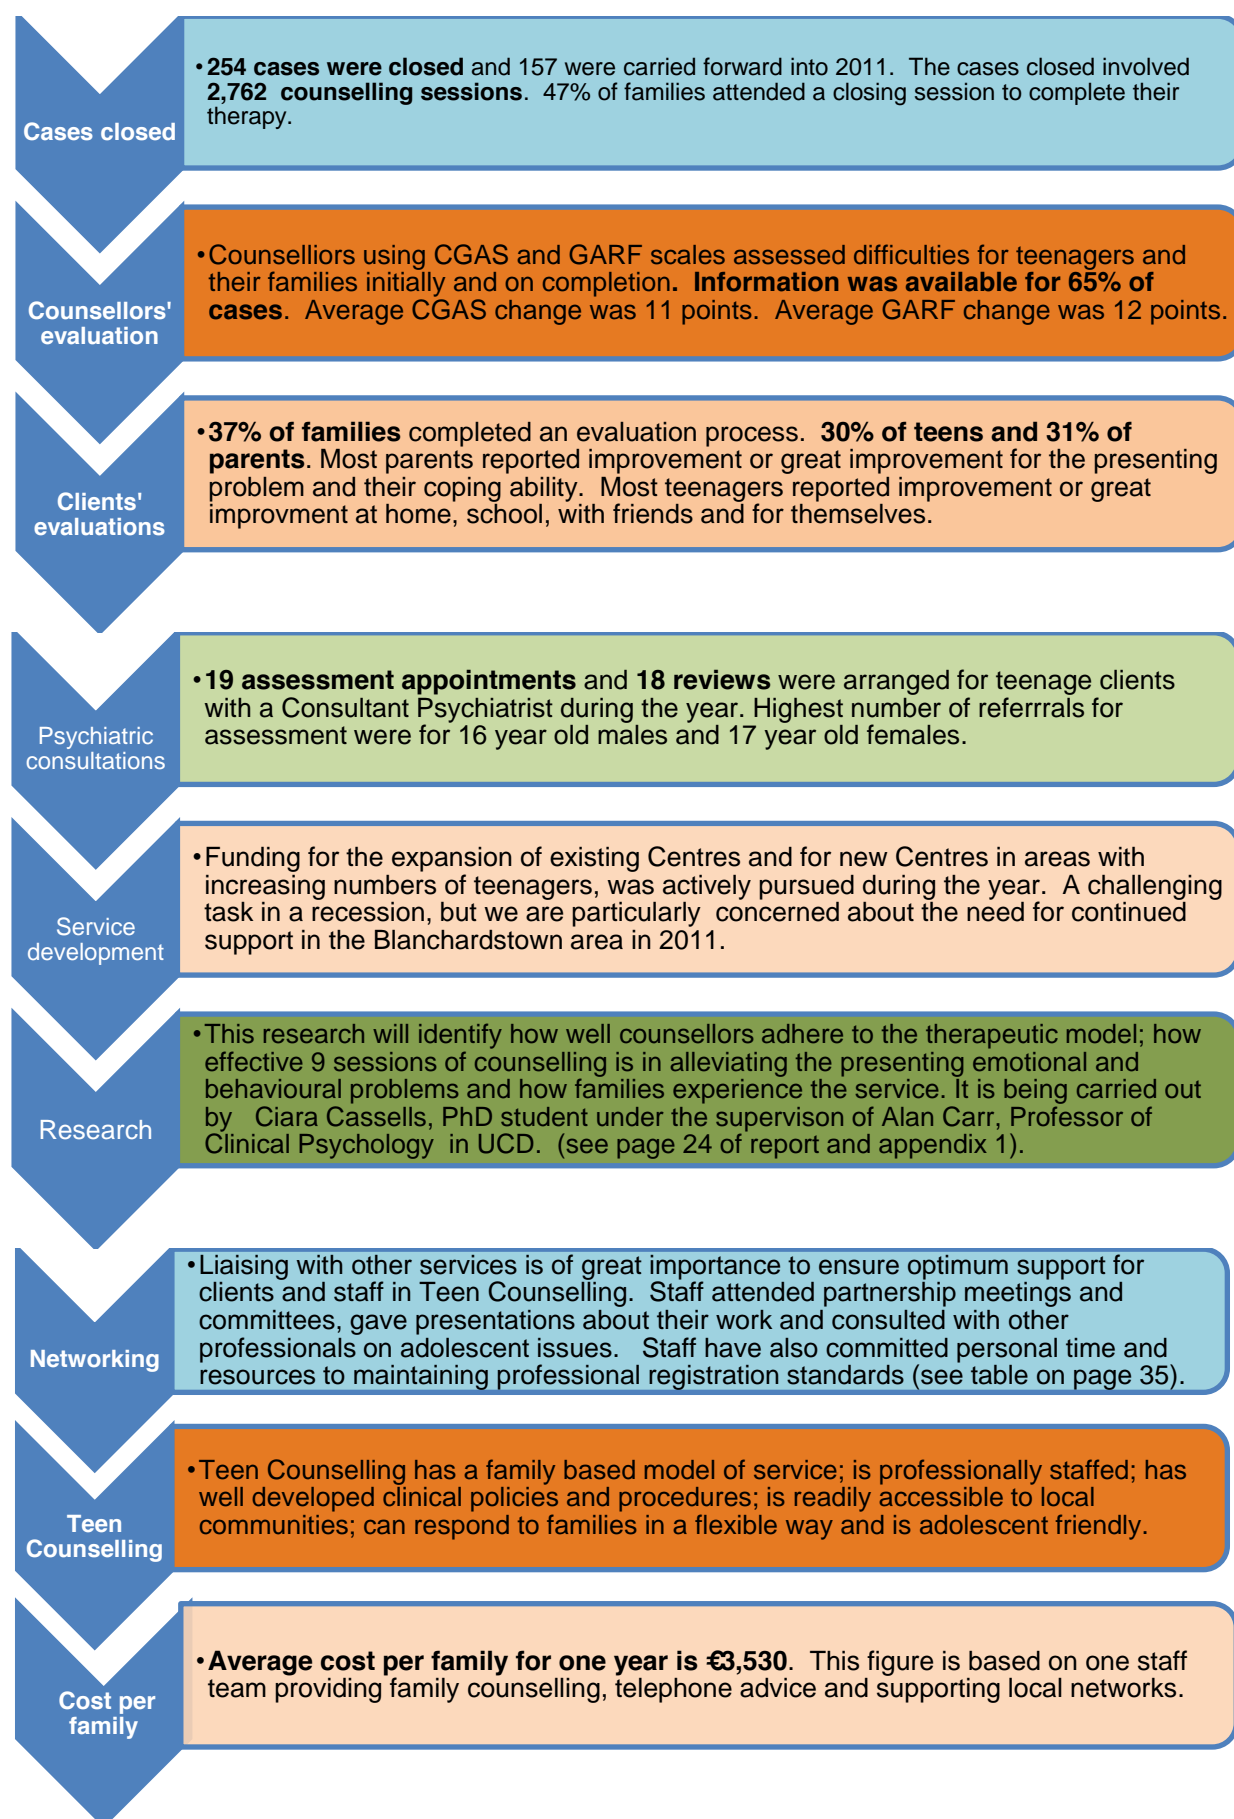 Cases closed
•254 cases were closed and 157 were carried forward into 2011.  The cases closed involved
2,762  counselling sessions.  47% of families attended a closing session to complete their
therapy.
Counsellors'
evaluation
•Counselliors using CGAS and GARF scales assessed difficulties for teenagers and
their families initially and on completion.  Information was available for 65% of
cases.  Average CGAS change was 11 points.  Average GARF change was 12 points.
Clients'
evaluations
•37% of families completed an evaluation process.  30% of teens and 31% of
parents. Most parents reported improvement or great improvement for the presenting
problem and their coping ability.  Most teenagers reported improvement or great
improvment at home, school, with friends and for themselves.
Psychiatric
consultations
•19 assessment appointments and 18 reviews were arranged for teenage clients
with a Consultant Psychiatrist during the year. Highest number of referrrals for
assessment were for 16 year old males and 17 year old females.
Service
development
•Funding for the expansion of existing Centres and for new Centres in areas with
increasing numbers of teenagers, was actively pursued during the year.  A challenging
task in a recession, but we are particularly  concerned about the need for continued
support in the Blanchardstown area in 2011.
Research
•This research will identify how well counsellors adhere to the therapeutic model; how
effective 9 sessions of counselling is in alleviating the presenting emotional and
behavioural problems and how families experience the service. It is being carried out
by   Ciara Cassells, PhD student under the supervison of Alan Carr, Professor of
Clinical Psychology  in UCD.  (see page 24 of report and appendix 1).
Networking
•Liaising with other services is of great importance to ensure optimum support for
clients and staff in Teen Counselling.  Staff attended partnership meetings and
committees, gave presentations about their work and consulted with other
professionals on adolescent issues.   Staff have also committed personal time and
resources to maintaining professional registration standards (see table on page 35).
Teen
Counselling
•Teen Counselling has a family based model of service; is professionally staffed; has
well developed clinical policies and procedures; is readily accessible to local
communities; can respond to families in a flexible way and is adolescent friendly.
Cost per
family
•Average cost per family for one year is €3,530.  This figure is based on one staff
team providing family counselling, telephone advice and supporting local networks.